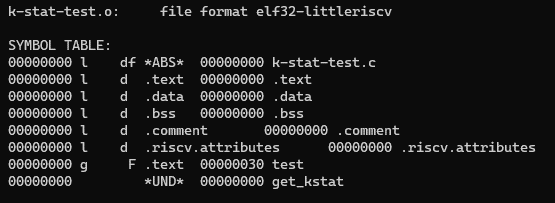 k-stat-test.o:     file format elf32-littleriscv

SYMBOL TABLE:
00000000 l    df *ABS*  00000000 k-stat-test.c
00000000 l    d  .text  00000000 .text
00000000 l    d  .data  00000000 .data
00000000 l    d  .bss  00000000 .bss
00000000 l    d  .comment       00000000 .comment
00000000 l    d  .riscv.attributes      00000000 .riscv.attributes
00000000 g     F .text  00000030 test
00000000         *UND*  00000000 get_kstat